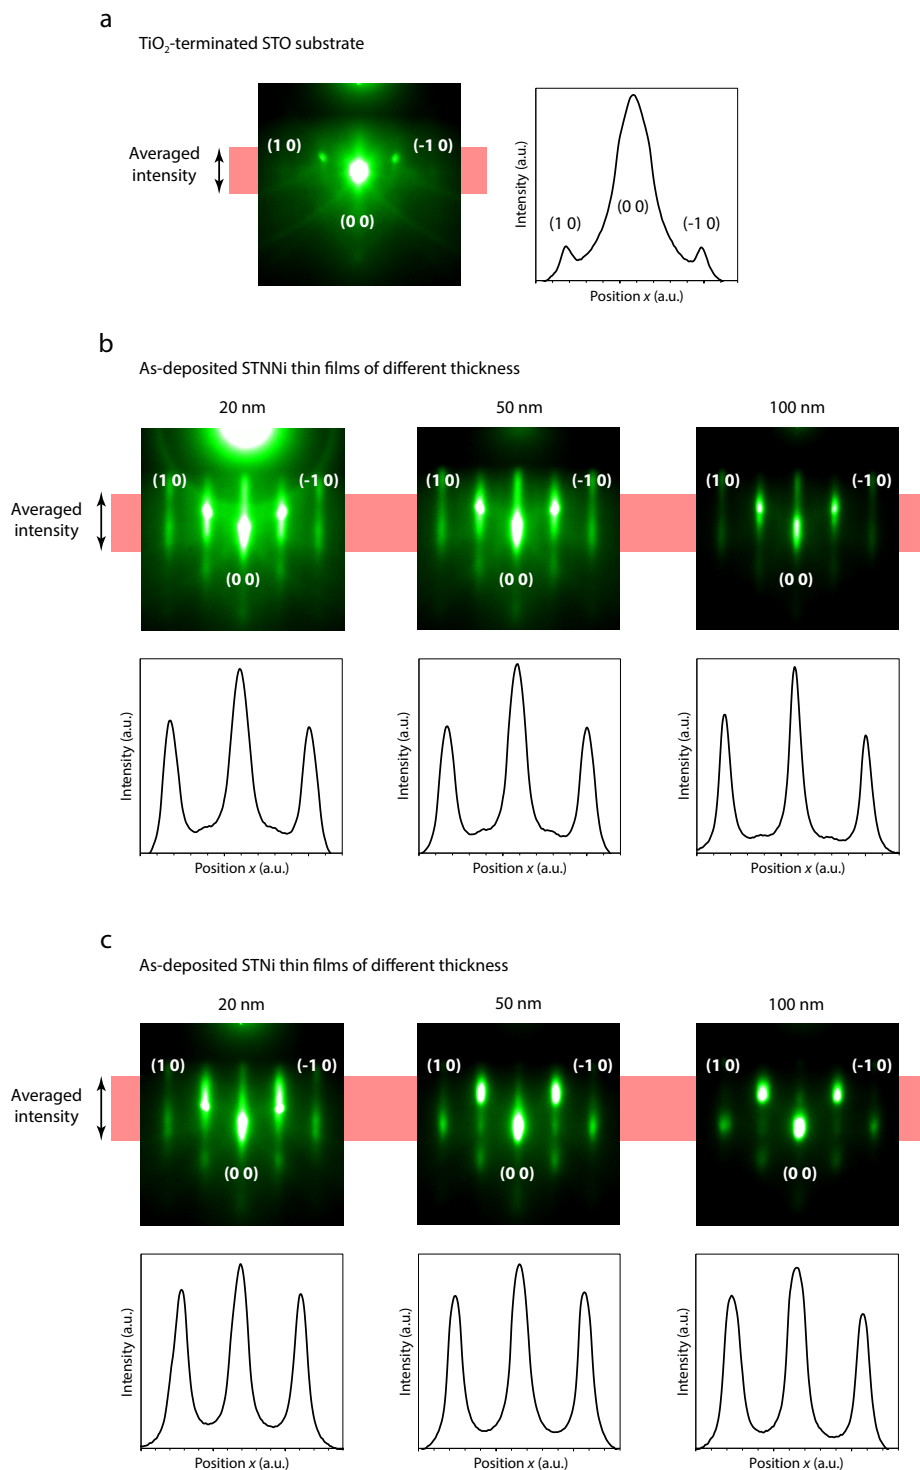 a
TiO2-terminated STO substrate
(1 0)
(-1 0)
Averaged
intensity
(0 0)
Intensity (a.u.)
(1 0)
(0 0)
(-1 0)
Position x (a.u.)
b
As-deposited STNNi thin films of different thickness
20 nm
50 nm
100 nm
Averaged
intensity
(1 0)
(-1 0)
(0 0)
(1 0)
(-1 0)
(0 0)
(1 0)
(-1 0)
(0 0)
Intensity (a.u.)
Position x (a.u.)
Intensity (a.u.)
Position x (a.u.)
Intensity (a.u.)
Position x (a.u.)
c
As-deposited STNi thin films of different thickness
20 nm
50 nm
100 nm
Averaged
intensity
(1 0)
(-1 0)
(0 0)
(1 0)
(-1 0)
(0 0)
(1 0)
(-1 0)
(0 0)
Intensity (a.u.)
Position x (a.u.)
Intensity (a.u.)
Position x (a.u.)
Intensity (a.u.)
Position x (a.u.)